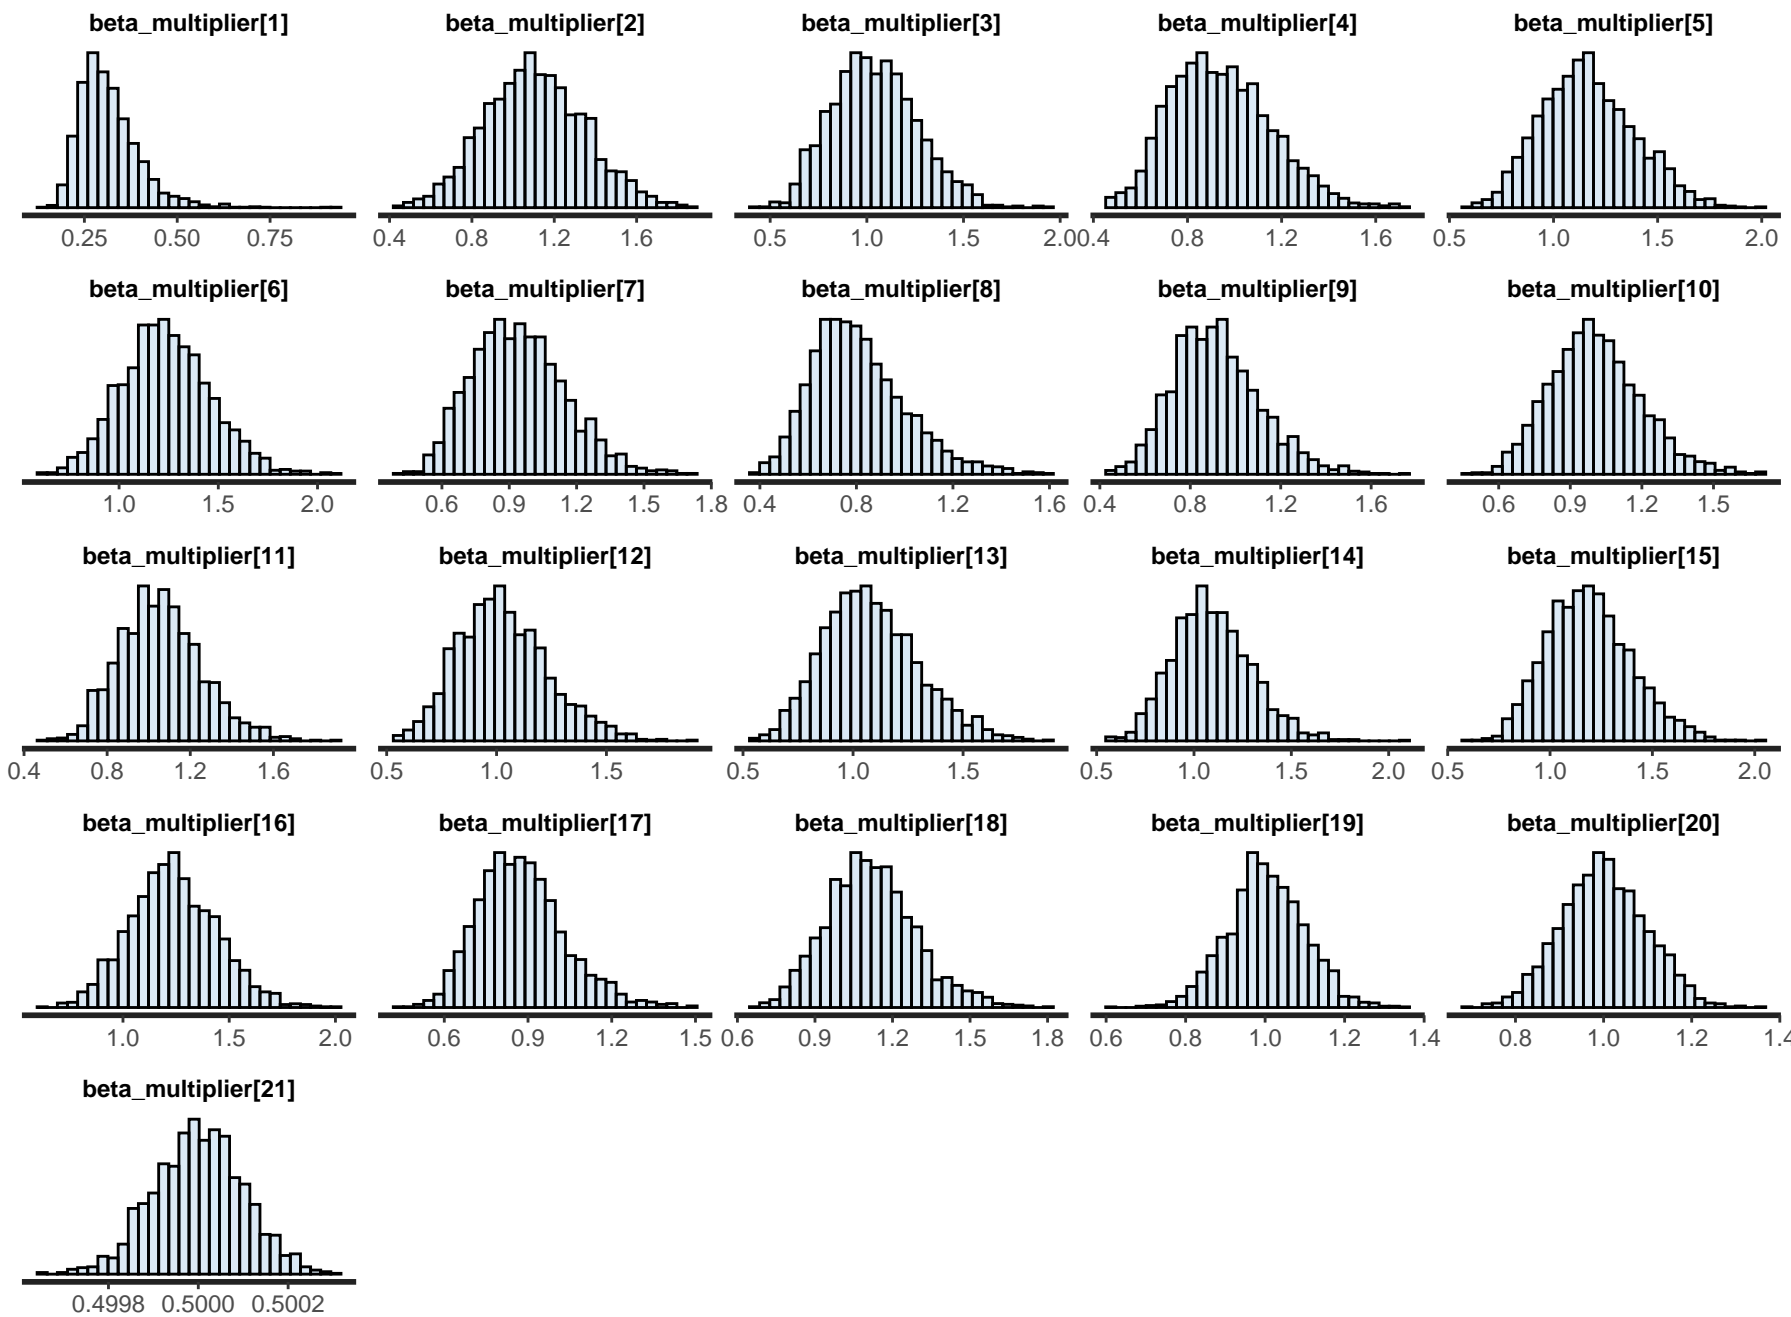 beta_multiplier[1] beta_multiplier[2] beta_multiplier[3] beta_multiplier[4] beta_multiplier[5]
0.25 0.50 0.75 0.4 0.8 1.2 1.6 0.5 1.0 1.5 2.00 0.4 0.8 1.2 1.6 0.5 1.0 1.5 2.0
beta_multiplier[6] beta_multiplier[7] beta_multiplier[8] beta_multiplier[9] beta_multiplier[10]
1.0 1.5 2.0 0.6 0.9 1.2 1.5 1.8 0.4 0.8 1.2 1.6 0.4 0.8 1.2 1.6 0.6 0.9 1.2 1.5
beta_multiplier[11] beta_multiplier[12] beta_multiplier[13] beta_multiplier[14] beta_multiplier[15]
0.4 0.8 1.2 1.6 0.5 1.0 1.5 0.5 1.0 1.5 0.5 1.0 1.5 2.0 0.5 1.0 1.5 2.0
beta_multiplier[16] beta_multiplier[17] beta_multiplier[18] beta_multiplier[19] beta_multiplier[20]
1.0 1.5 2.0 0.6 0.9 1.2 1.5 0.6 0.9 1.2 1.5 1.8 0.6 0.8 1.0 1.2 1.4 0.8 1.0 1.2 1.4
beta_multiplier[21]
0.4998 0.5000 0.5002